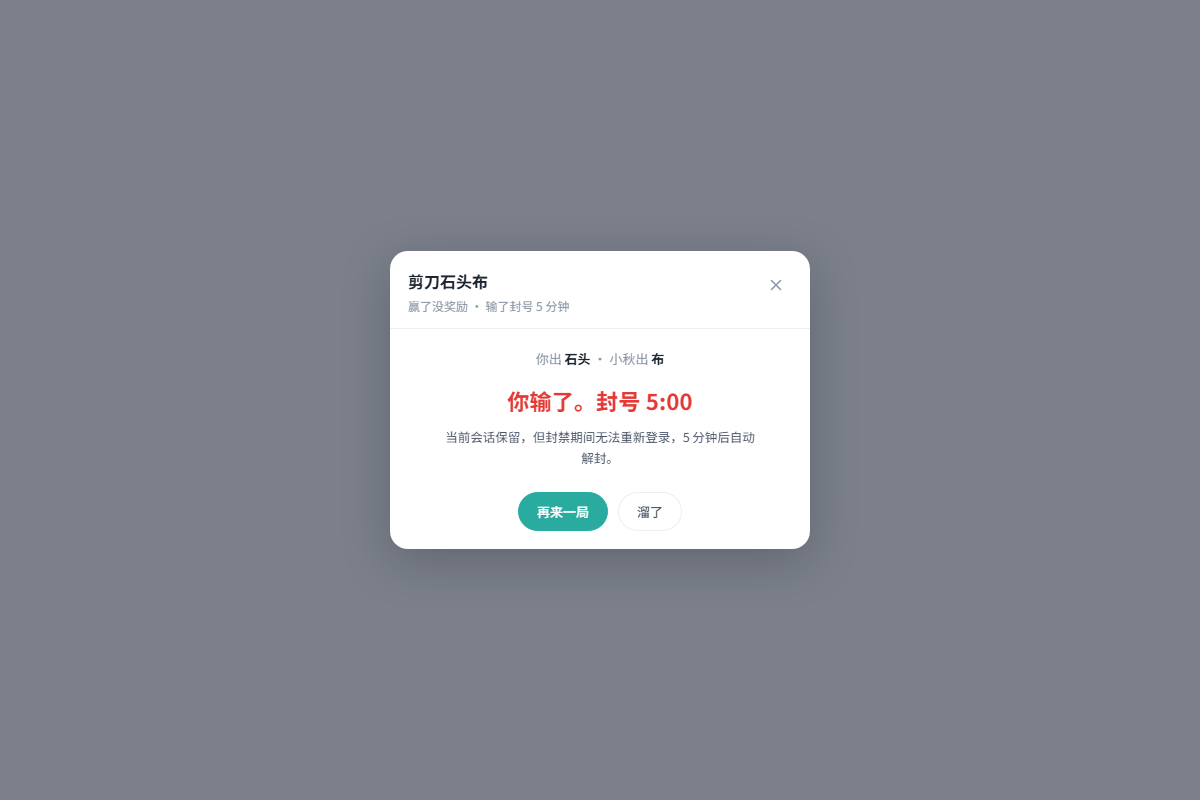 剪刀石头布
赢了没奖励 · 输了封号 5 分钟
你出 石头 · 小秋出 布
你输了。封号 5:00
当前会话保留，但封禁期间无法重新登录，5 分钟后自动
解封。
再来一局 溜了